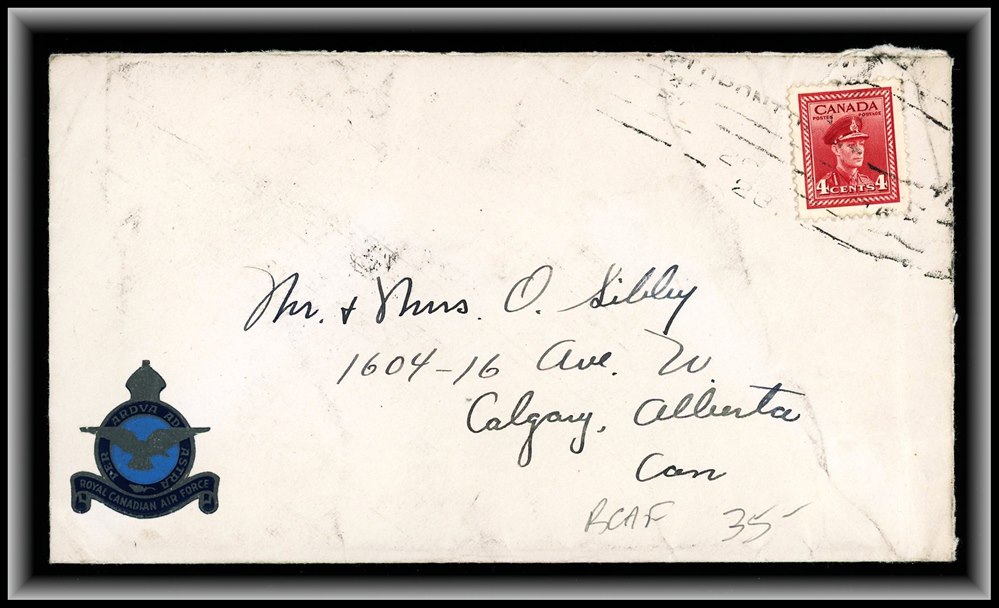 CANADA
POSTES POSTAGE
4 CENTS 4
Mr. & Mrs. O. Sibley
1604-16 Ave. W.
Calgary, Alberta
Can
PER ARDVA AD ASTRA
ROYAL CANADIAN AIR FORCE
RCAF 35-